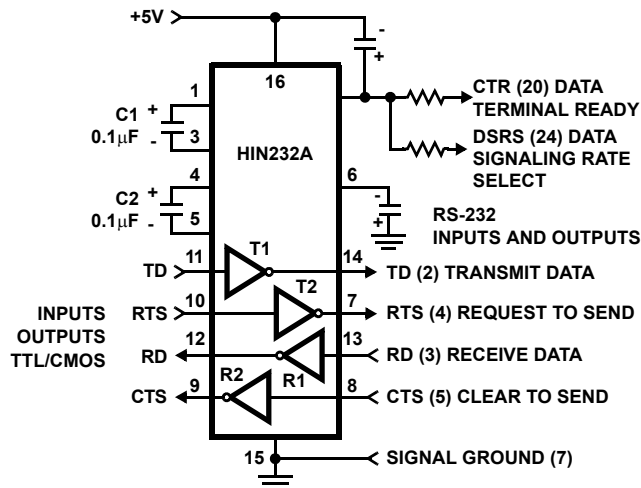 +5V
-
+
16
1
+
C1
0.1μF
-
3
HIN232A
CTR (20) DATA
TERMINAL READY
DSRS (24) DATA
SIGNALING RATE
SELECT
4
+
C2
0.1μF
-
5
6
-
+
RS-232
INPUTS AND OUTPUTS
TD
11
T1
14
TD (2) TRANSMIT DATA
INPUTS
OUTPUTS
TTL/CMOS
RTS
10
T2
7
RTS (4) REQUEST TO SEND
RD
12
R1
13
RD (3) RECEIVE DATA
CTS
9
R2
8
CTS (5) CLEAR TO SEND
15
SIGNAL GROUND (7)